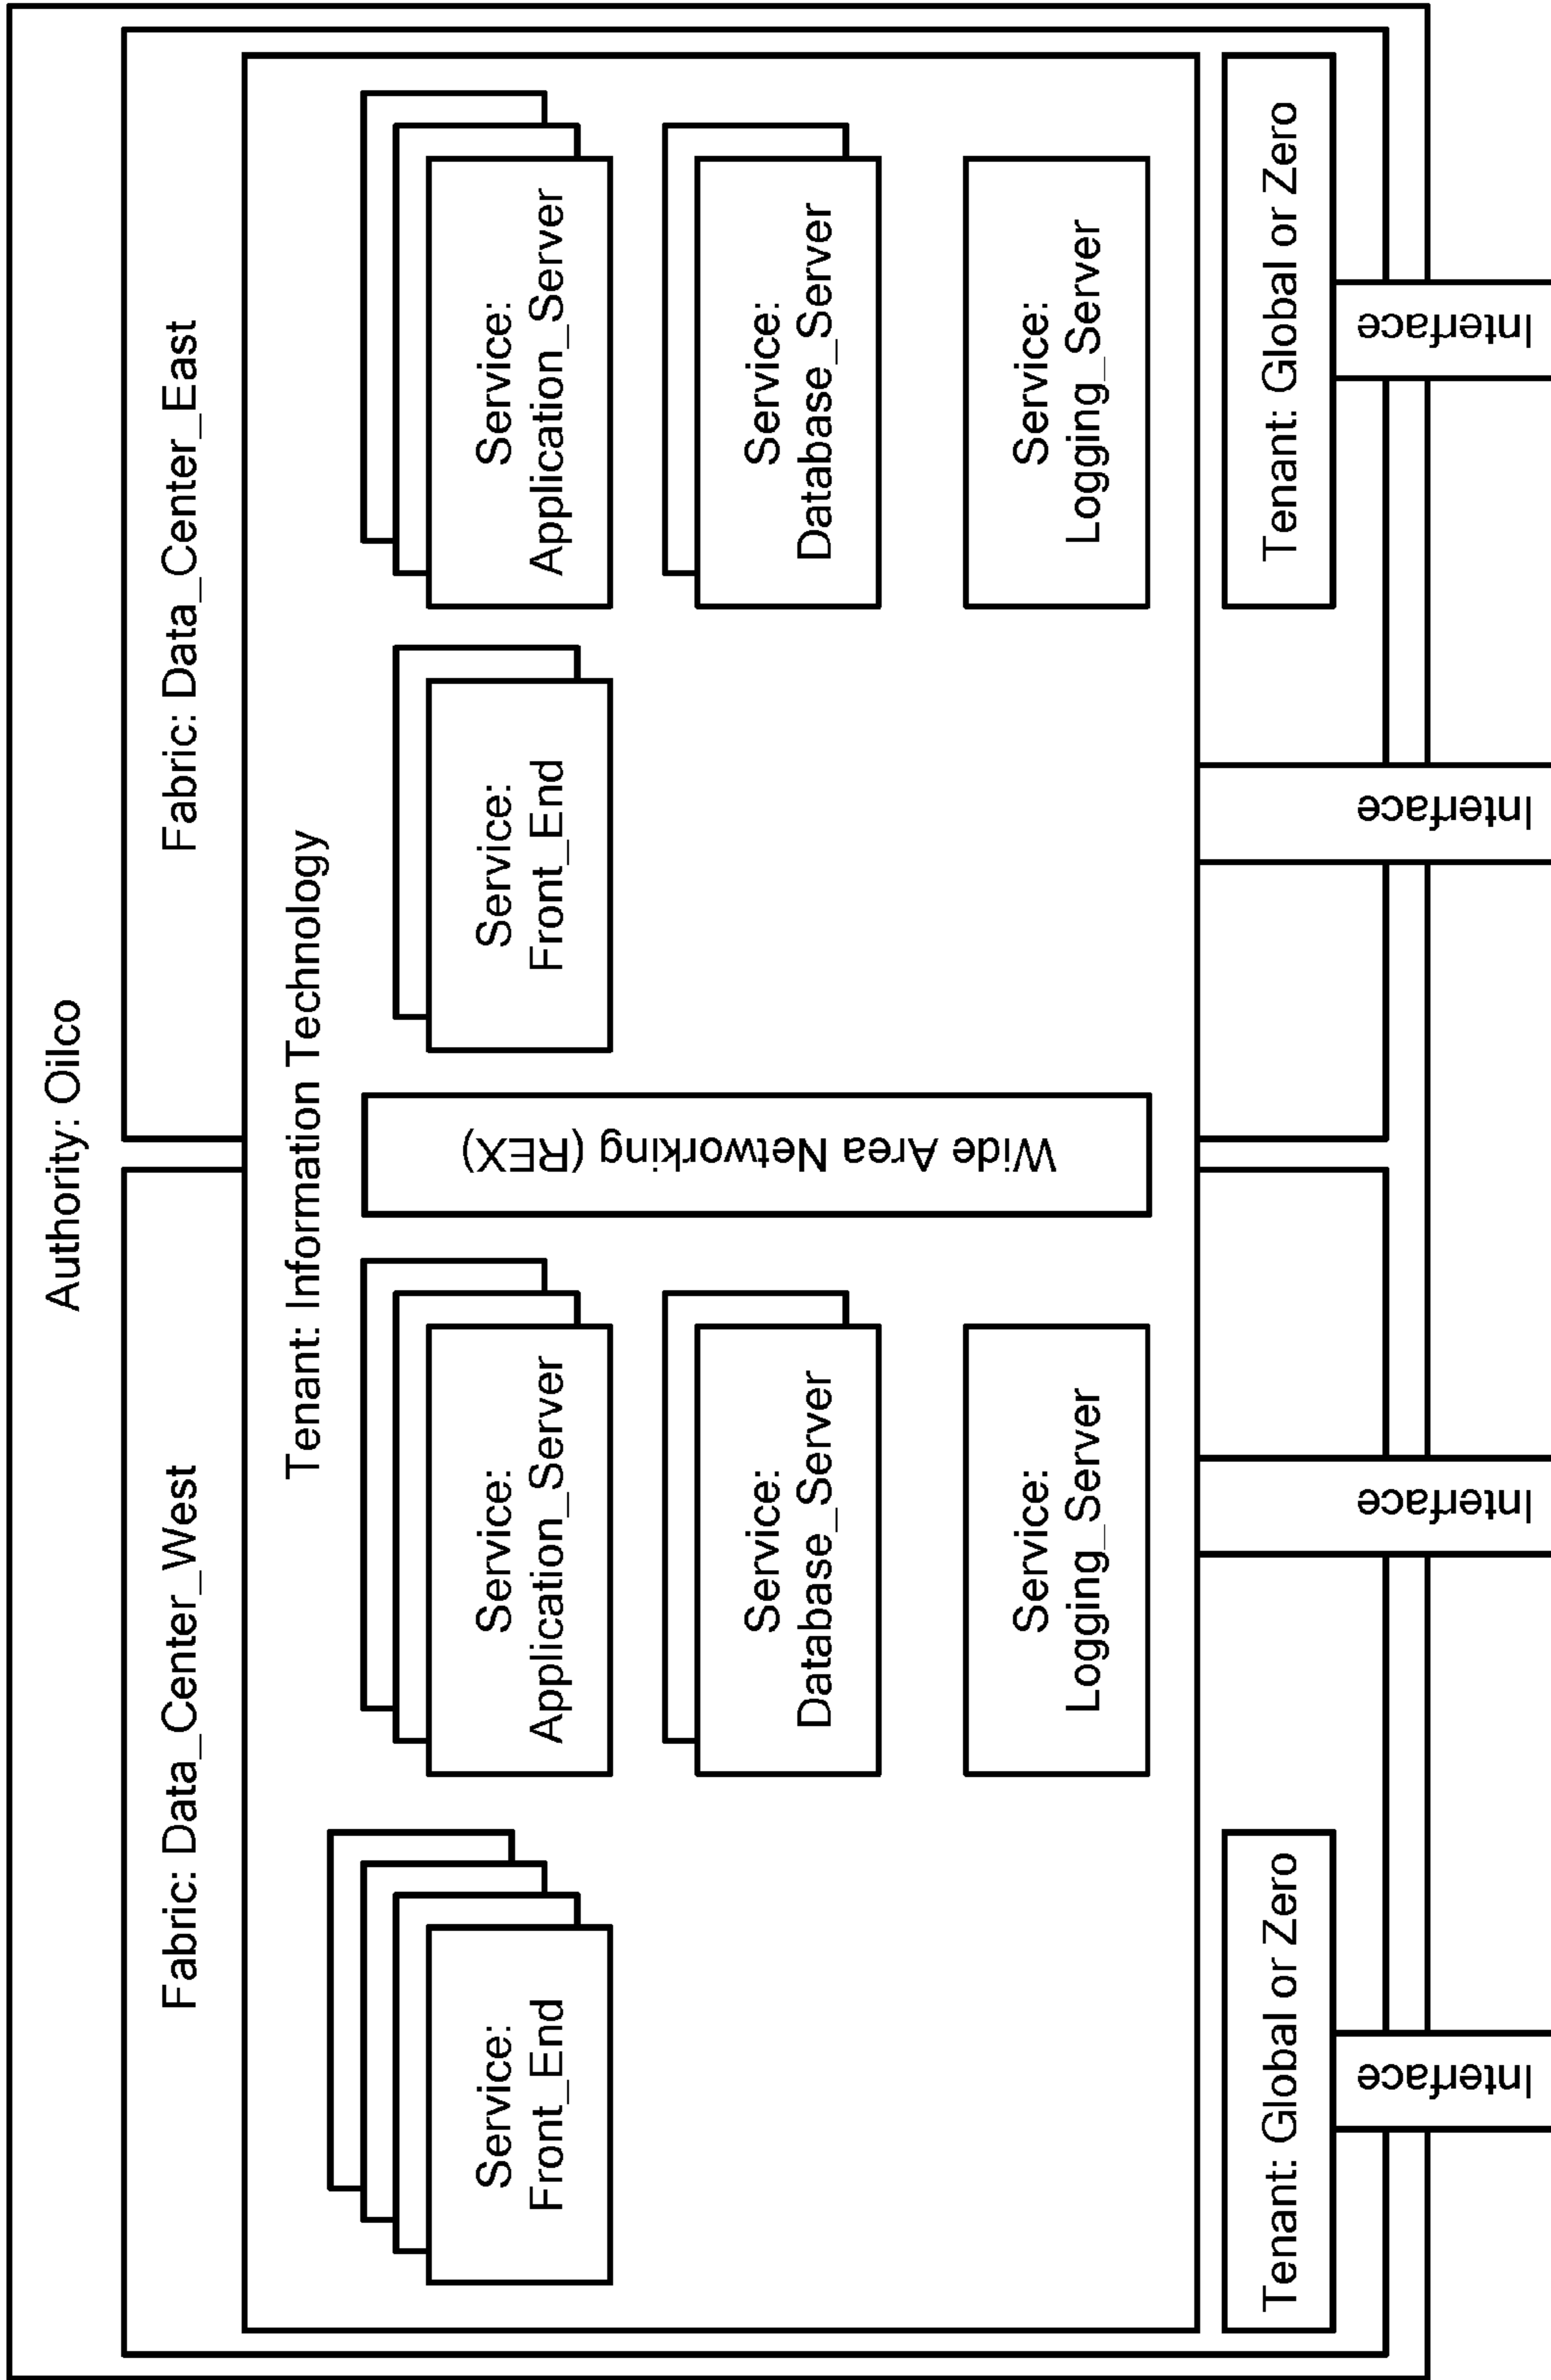 Authority: Oilco
Fabric: Data_Center_West
Fabric: Data_Center_East
Tenant: Information Technology
Service:
Front_End
Service:
Application_Server
Service:
Database_Server
Service:
Logging_Server
Wide Area Networking (REX)
Service:
Front_End
Service:
Application_Server
Service:
Database_Server
Service:
Logging_Server
Tenant: Global or Zero
Tenant: Global or Zero
Interface
Interface
Interface
Interface